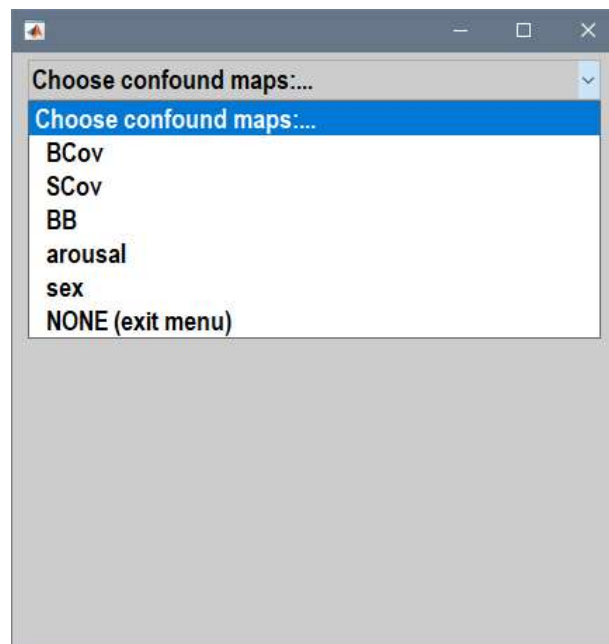 Choose confound maps:...
Choose confound maps:...
BCov
SCov
BB
arousal
sex
NONE (exit menu)